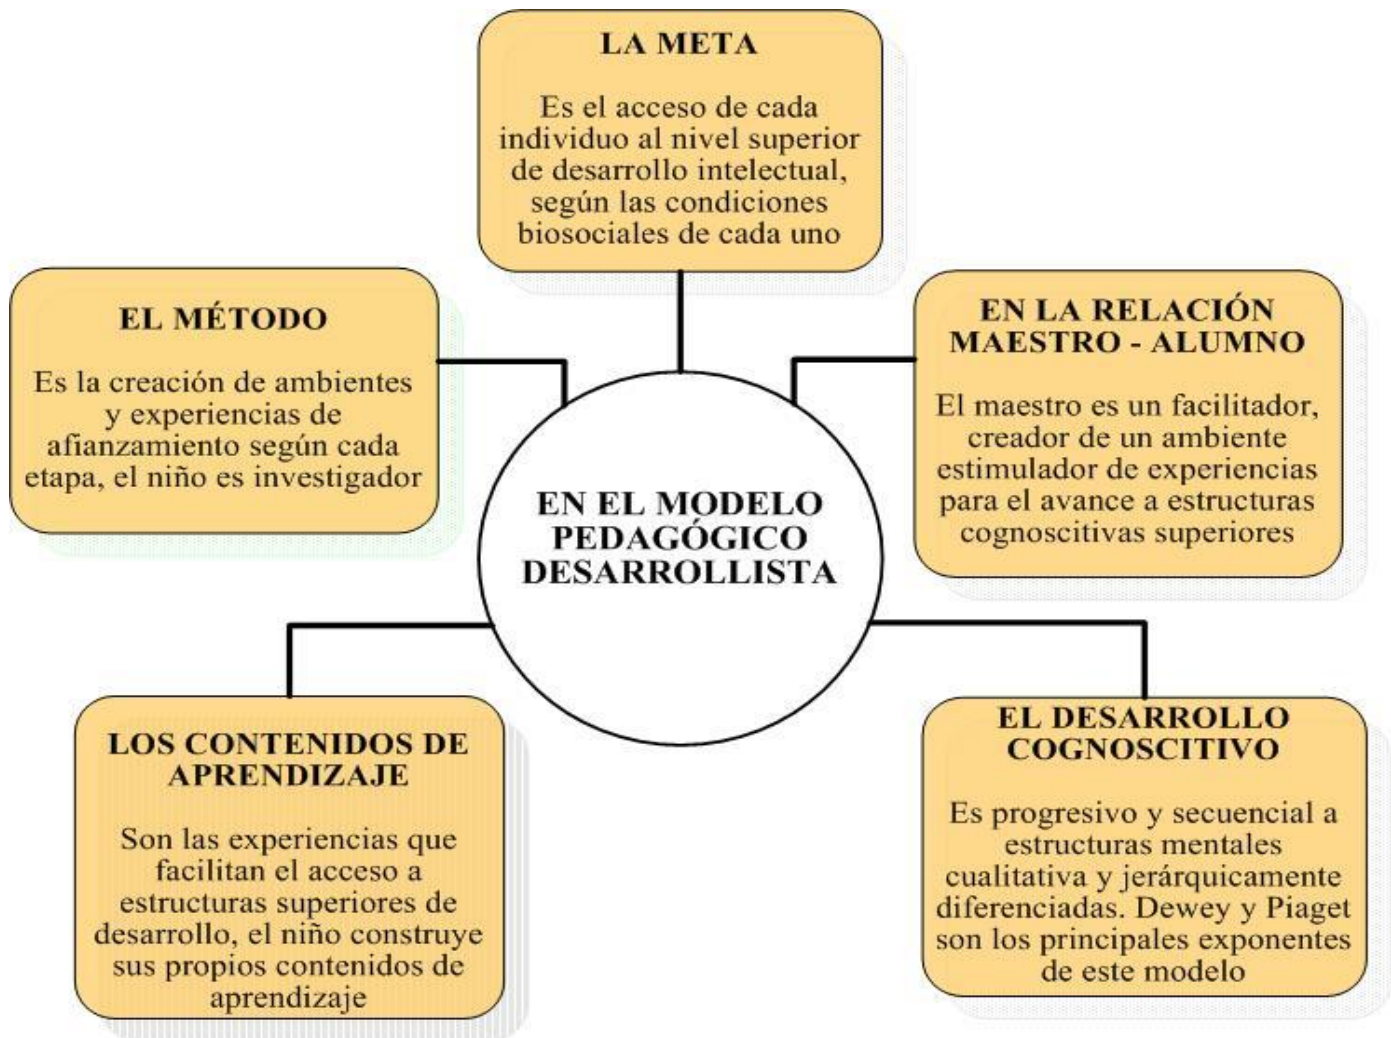 LA META
Es el acceso de cada
individuo al nivel superior
de desarrollo intelectual,
según las condiciones
biosociales de cada uno
EL MÉTODO
Es la creación de ambientes
y experiencias de
afianzamiento según cada
etapa, el niño es investigador
EN LA RELACIÓN
MAESTRO - ALUMNO
El maestro es un facilitador,
creador de un ambiente
estimulador de experiencias
para el avance a estructuras
cognoscitivas superiores
EN EL MODELO
PEDAGÓGICO
DESARROLLISTA
LOS CONTENIDOS DE
APRENDIZAJE
Son las experiencias que
facilitan el acceso a
estructuras superiores de
desarrollo, el niño construye
sus propios contenidos de
aprendizaje
EL DESARROLLO
COGNOSCITIVO
Es progresivo y secuencial a
estructuras mentales
cualitativa y jerárquicamente
diferenciadas. Dewey y Piaget
son los principales exponentes
de este modelo